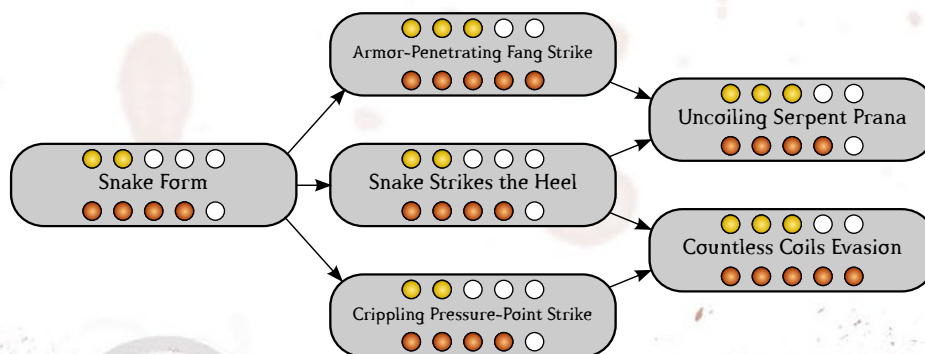 Armor-Penetrating Fang Strike
Uncoiling Serpent Prana
Snake Form
Snake Strikes the Heel
Countless Coils Evasion
Crippling Pressure-Point Strike